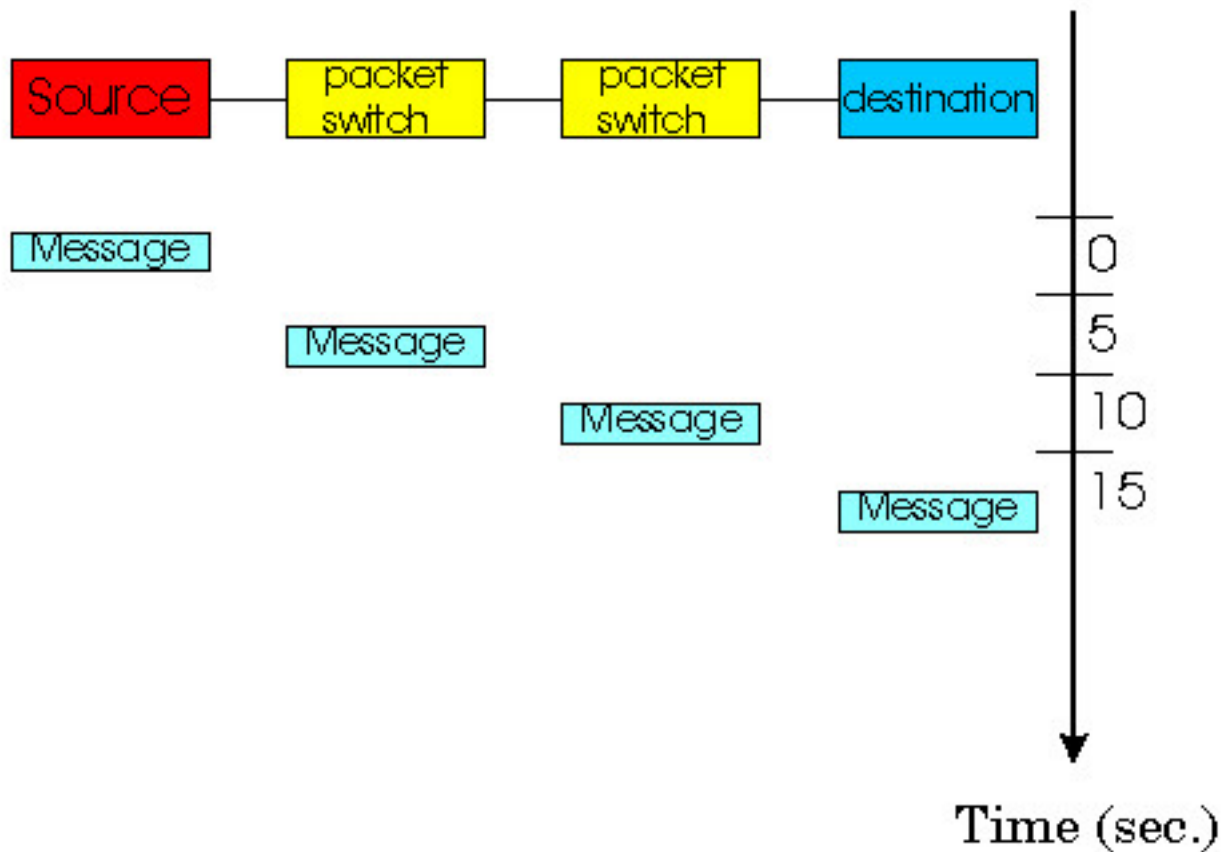 Source
packet
switch
packet
switch
destination
Message
0
Message
5
Message
10
Message
15
Time (sec.)